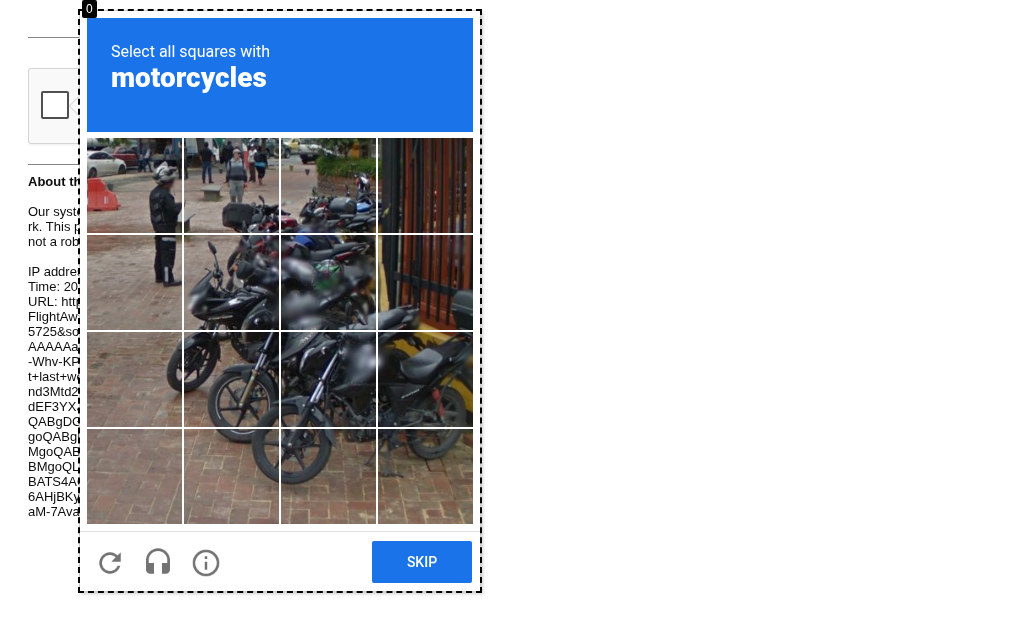 0
Select all squares with
motorcycles
About th
Our syst
rk. This p
not a rob
IP addre
Time: 20
URL: http
FlightAw
5725&so
AAAAAa
-Whv-KP
t+last+w
nd3Mtd2
dEF3YX
QABgDC
goQABg
MgoQAB
BMgoQL
BATS4A
6AHjBKy
aM-7Ava
SKIP